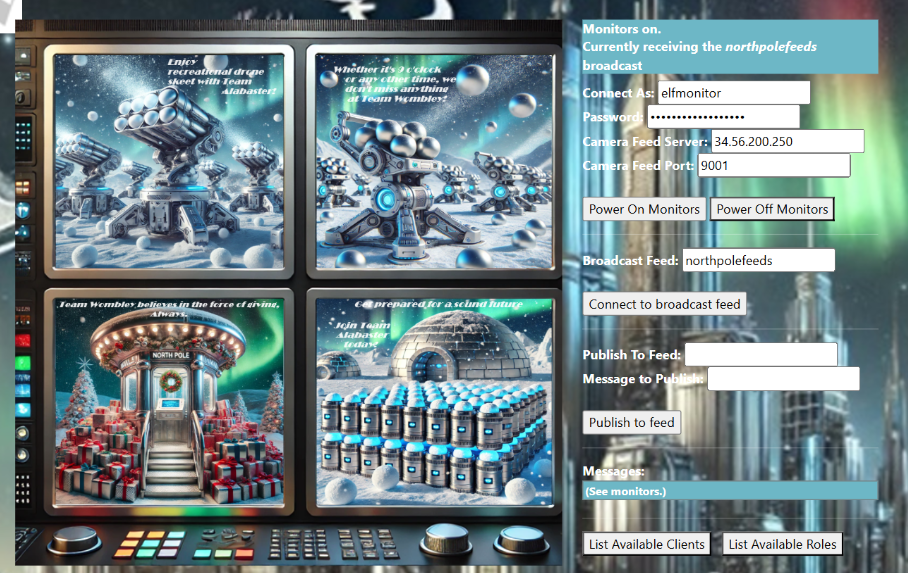 Enjoy
recreational drone
skeet with Team
Alabaster!
Whether it's 9 o'clock
or any other time, we
don't miss anything
at Team Wombley!
Team Wombley believes in the force of giving,
Always.
NORTH POLE
Get prepared for a sound future
Join Team
Alabaster
today!
Monitors on.
Currently receiving the northpolefeeds
broadcast
Connect As: elfmonitor
Password: ••••••••••••••••••
Camera Feed Server: 34.56.200.250
Camera Feed Port: 9001
Power On Monitors Power Off Monitors
Broadcast Feed: northpolefeeds
Connect to broadcast feed
Publish To Feed:
Message to Publish:
Publish to feed
Messages:
(See monitors.)
List Available Clients List Available Roles